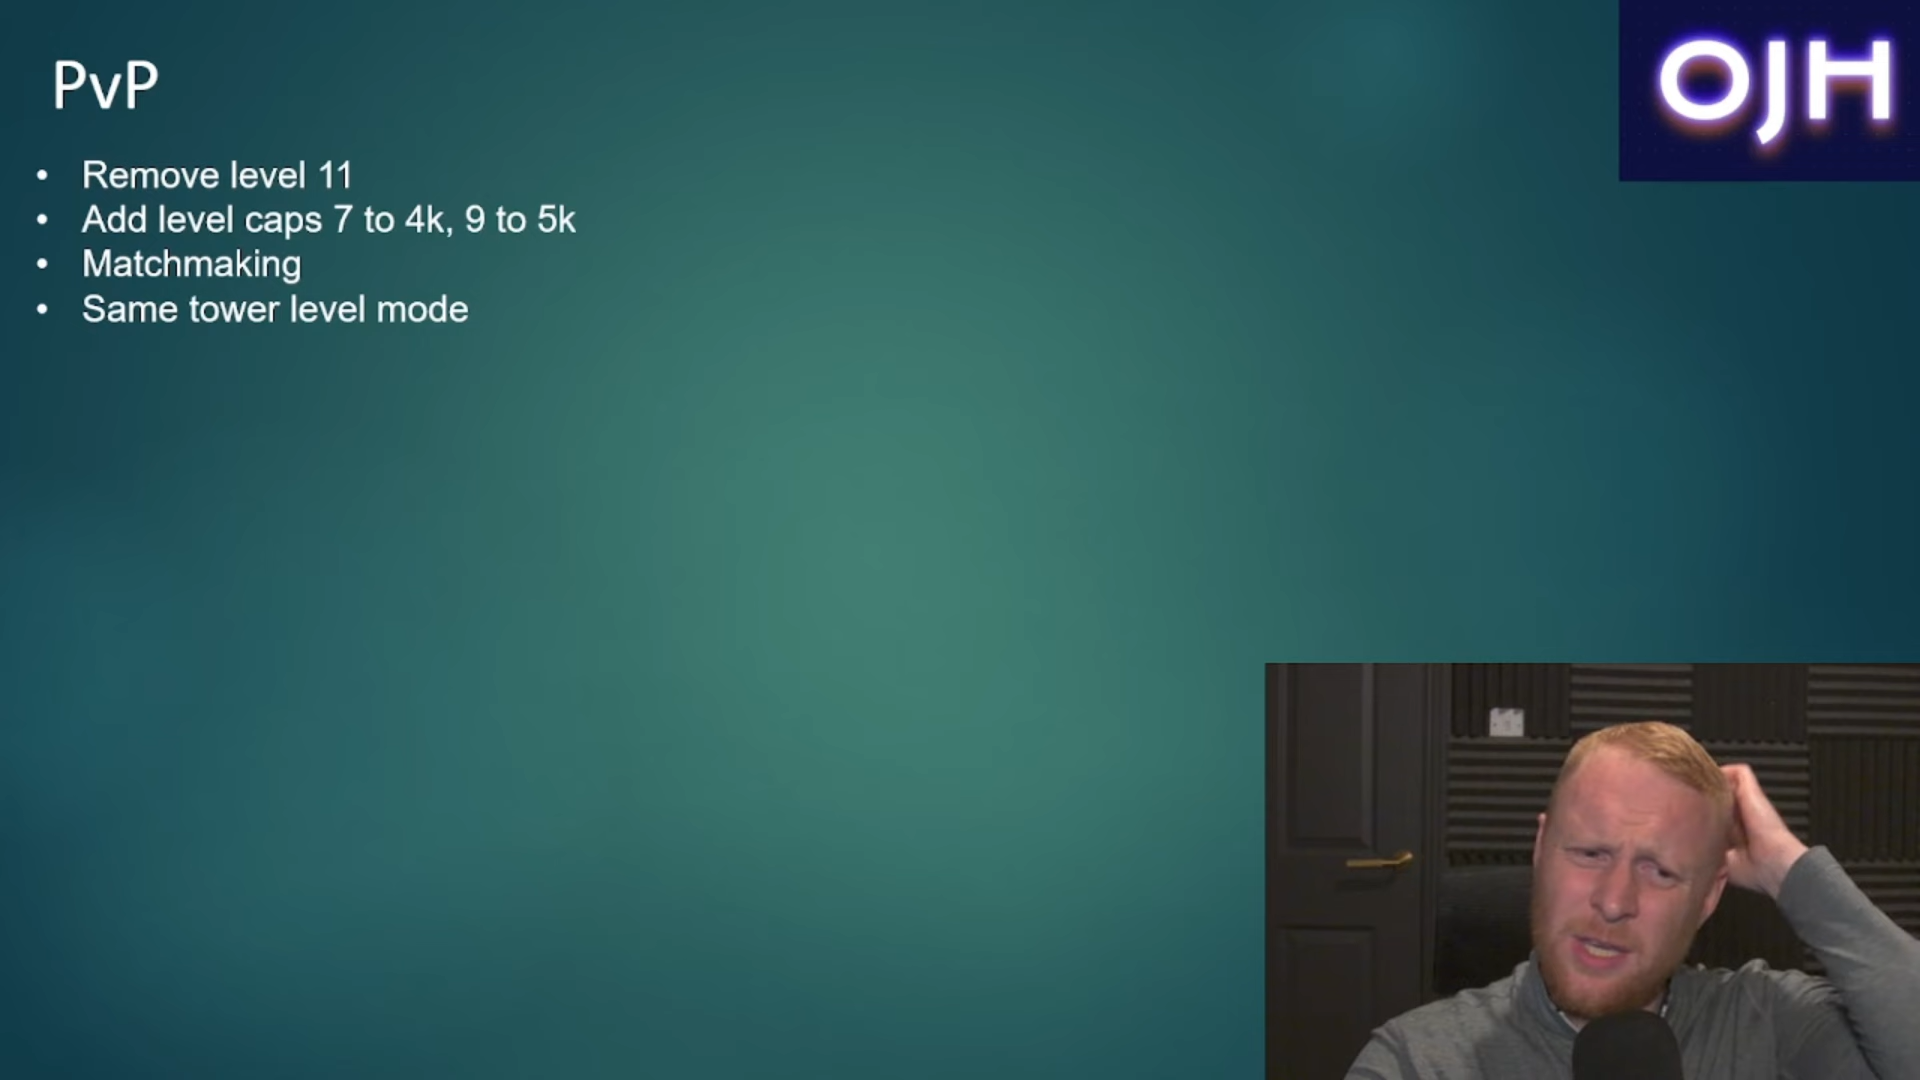 PvP
OJH
• Remove level 11
• Add level caps 7 to 4k, 9 to 5k
• Matchmaking
• Same tower level mode